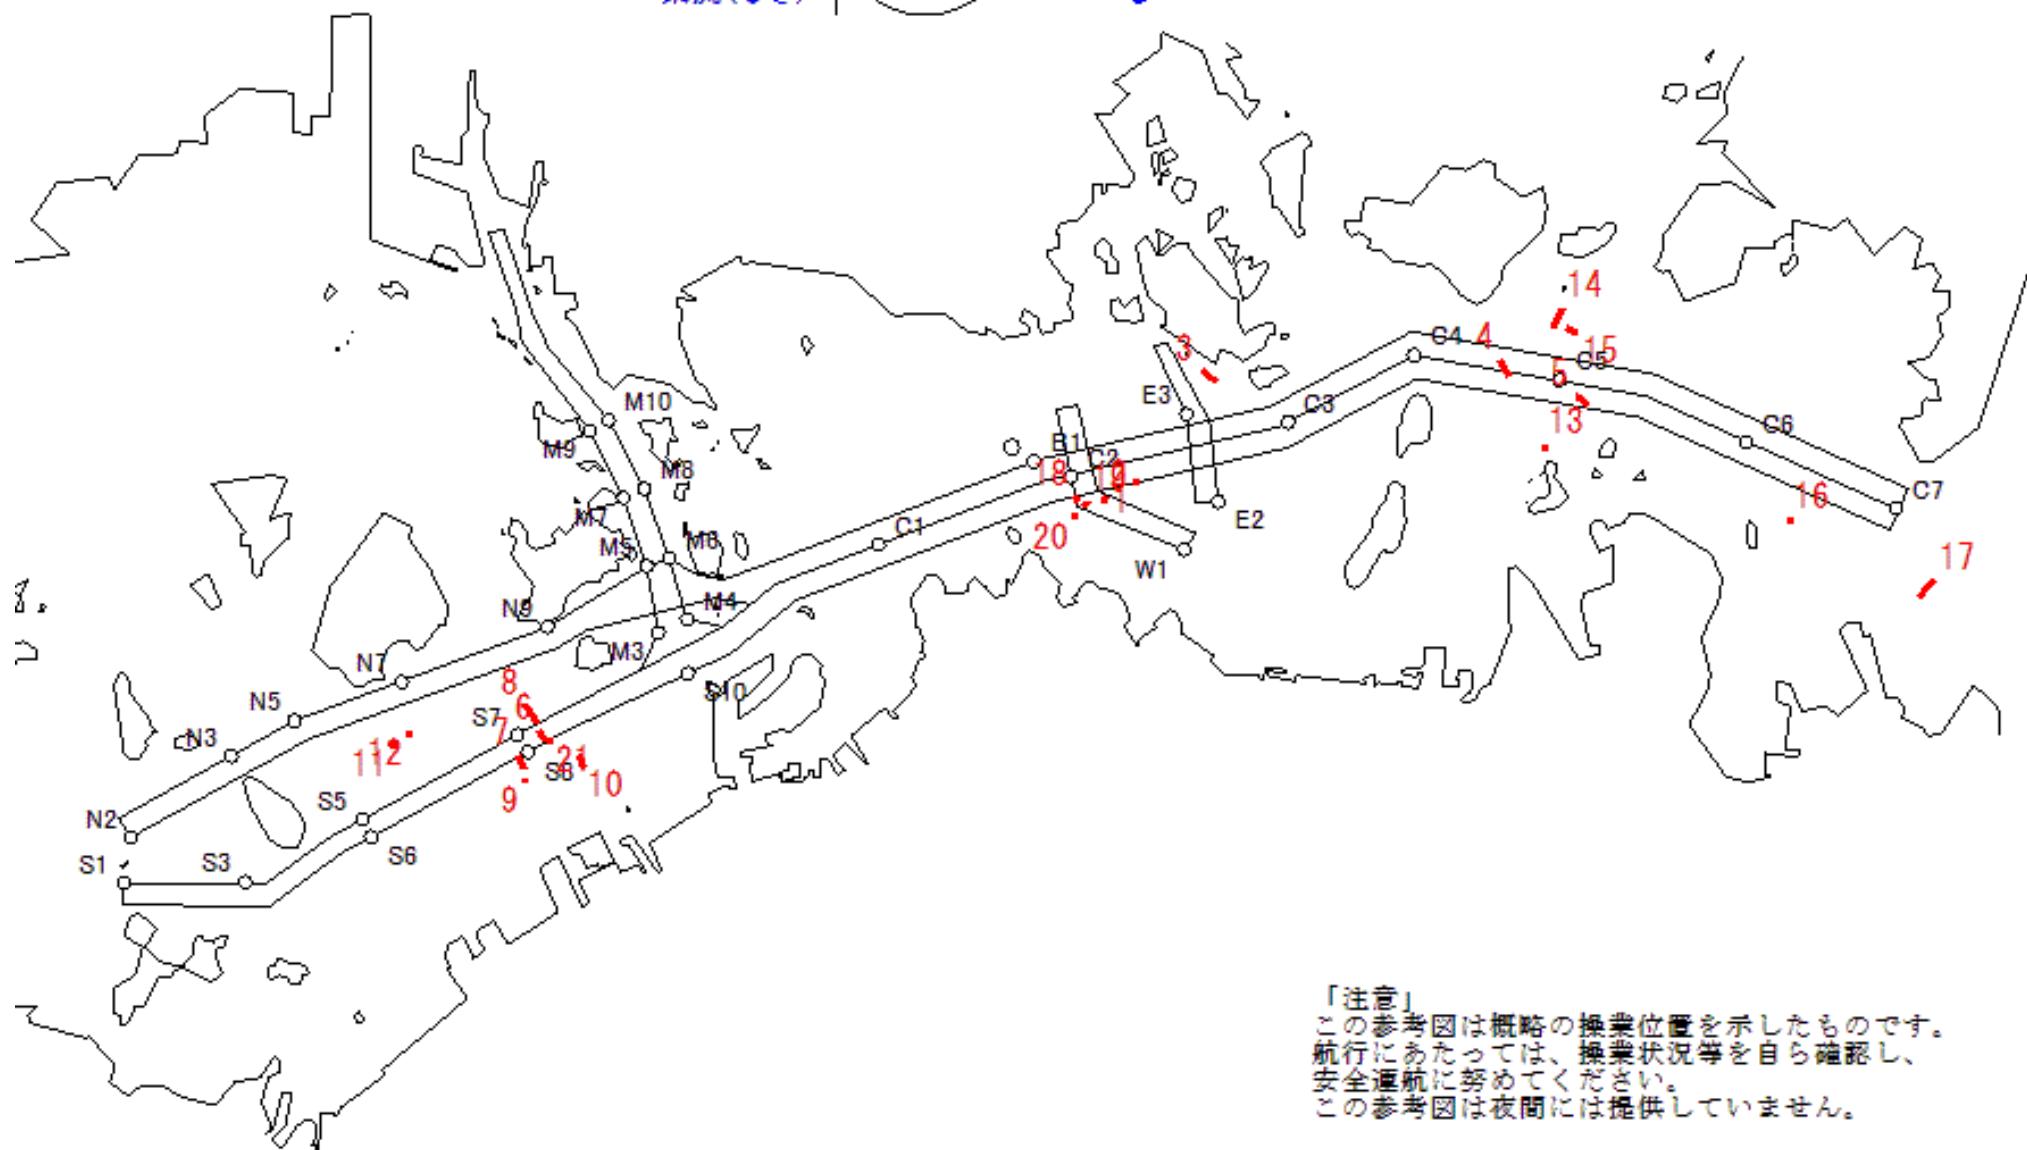 14
C4
4
15
C5
5
3
M10
E3
C3
13
C6
M9
B1
C2
M8
18
19
1
16
C7
M7
E2
C1
20
M5
M6
W1
17
N9
M4
M3
N7
8
S10
N5
6
S7
7
N3
11
12
21
S8
10
9
S5
N2
S6
S1
S3
「注意」
この参考図は概略の操業位置を示したものです。
航行にあたっては、操業状況等を自ら確認し、
安全運航に努めてください。
この参考図は夜間には提供していません。